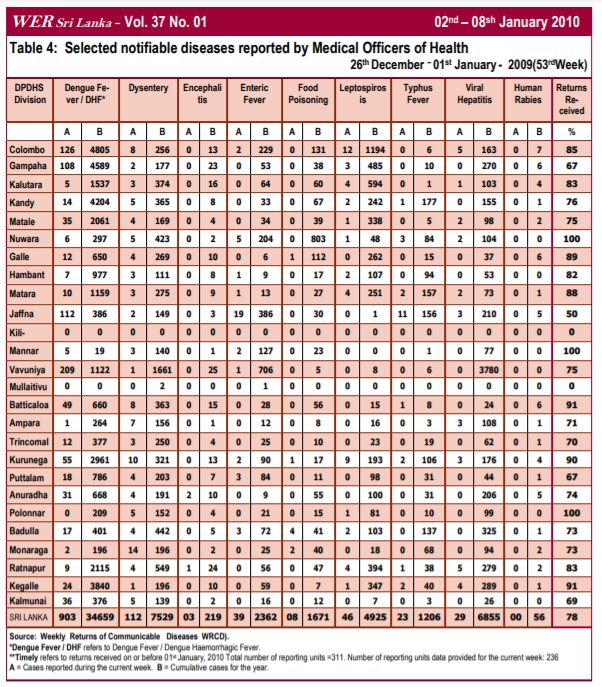 WER Sri Lanka - Vol. 37 No. 01 02nd – 08sh January 2010
Table 4: Selected notifiable diseases reported by Medical Officers of Health
26th December – 01st January - 2009(53rdWeek)
DPDHS Dengue Fe- Dysentery Encephali Enteric Food Leptospiros Typhus Viral Human Returns
Division ver / DHF* tis Fever Poisoning is Fever Hepatitis Rabies Re-
ceived
A B A B A B A B A B A B A B A B A B %
Colombo 126 4805 8 256 0 13 2 229 0 131 12 1194 0 6 5 163 0 7 85
Gampaha 108 4589 2 177 0 23 0 53 0 38 3 485 0 10 0 270 0 6 67
Kalutara 5 1537 3 374 0 16 0 64 0 60 4 594 0 1 1 103 0 4 83
Kandy 14 4204 5 365 0 8 0 33 0 67 2 242 1 177 0 155 0 1 76
Matale 35 2061 4 169 0 4 0 34 0 39 1 338 0 5 2 98 0 2 75
Nuwara 6 297 5 423 0 2 5 204 0 803 1 48 3 84 2 104 0 0 100
Galle 12 650 4 269 0 10 0 6 1 112 0 262 0 15 0 37 0 6 89
Hambant 7 977 3 111 0 8 1 9 0 17 2 107 0 94 0 53 0 0 82
Matara 10 1159 3 275 0 9 1 13 0 27 4 251 2 157 2 73 0 1 88
Jaffna 112 386 2 149 0 3 19 386 0 30 0 1 11 156 3 210 0 5 50
Kili- 0 0 0 0 0 0 0 0 0 0 0 0 0 0 0 0 0 0 0
Mannar 5 19 3 140 0 1 2 127 0 23 0 0 0 1 0 77 0 0 100
Vavuniya 209 1122 1 1661 0 25 1 706 0 5 0 8 0 6 0 3780 0 0 75
Mullaitivu 0 0 0 2 0 0 0 1 0 0 0 0 0 0 0 0 0 0 0
Batticaloa 49 660 8 363 0 15 0 28 0 56 0 15 1 8 0 24 0 6 91
Ampara 1 264 7 156 0 1 0 12 0 8 0 16 0 3 3 108 0 1 71
Trincomal 12 377 3 250 0 4 0 25 0 10 0 23 0 19 0 62 0 1 70
Kurunega 55 2961 10 321 0 13 2 90 1 17 9 193 2 106 3 176 0 4 90
Puttalam 18 786 4 203 0 7 3 84 0 11 0 98 0 31 0 44 0 1 67
Anuradha 31 668 4 191 2 10 0 9 0 55 0 100 0 31 0 206 0 5 74
Polonnar 0 209 5 152 0 4 0 21 0 15 1 81 0 10 0 99 0 0 100
Badulla 17 401 4 442 0 5 3 72 4 41 2 103 0 137 0 325 0 1 73
Monaraga 2 196 14 196 0 2 0 25 2 40 0 18 0 68 0 94 0 2 73
Ratnapur 9 2115 4 549 1 24 0 56 0 47 4 394 1 38 5 279 0 2 83
Kegalle 24 3840 1 196 0 10 0 59 0 7 1 347 2 40 4 289 0 1 91
Kalmunai 36 376 5 139 0 2 0 16 0 12 0 7 0 3 0 26 0 0 69
SRI LANKA 903 34659 112 7529 03 219 39 2362 08 1671 46 4925 23 1206 29 6855 00 56 78
Source: Weekly Returns of Communicable Diseases WRCD).
*Dengue Fever / DHF refers to Dengue Fever / Dengue Haemorrhagic Fever.
**Timely refers to returns received on or before 01st January, 2010 Total number of reporting units =311. Number of reporting units data provided for the current week: 236
A = Cases reported during the current week. B = Cumulative cases for the year.